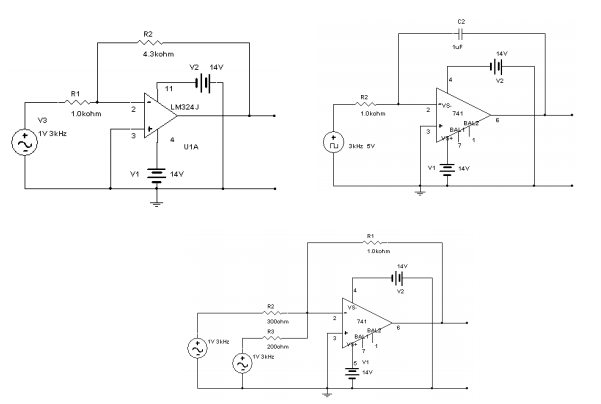 R2
4.3kohm
V2 14V
11
R1
1.0kohm
2
LM324J
3
4
U1A
V3
1V 3kHz
V1 14V
C2
1uF
14V
V2
4
R2
1.0kohm
2
VS-
741
6
3
BAL1
BAL2
VS+
7
1
3kHz 5V
V1
14V
R1
1.0kohm
14V
V2
4
R2
300ohm
2
VS-
741
6
R3
200ohm
3
BAL1
BAL2
VS+
7
1
1V 3kHz
1V 3kHz
5
V1
14V